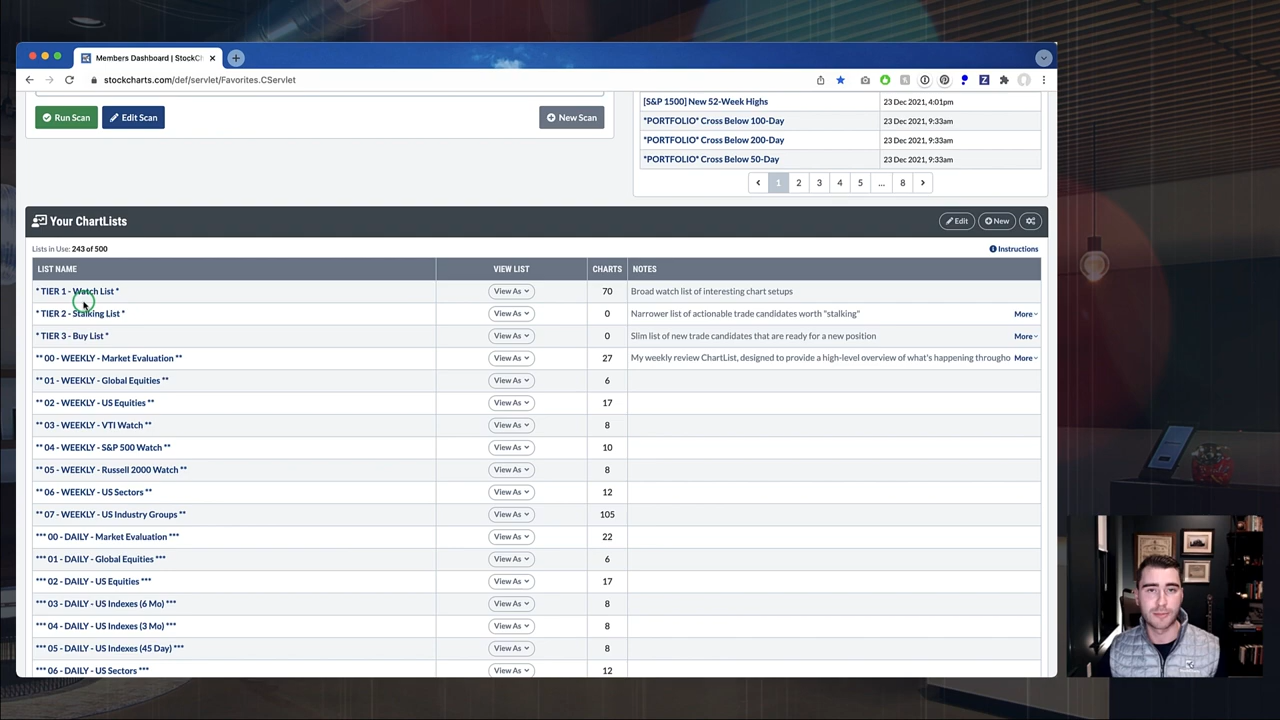 Members Dashboard | StockCh
stockcharts.com/def/servlet/Favorites.CServlet
Run Scan
Edit Scan
New Scan
[S&P 1500] New 52-Week Highs 23 Dec 2021, 4:01pm
*PORTFOLIO* Cross Below 100-Day 23 Dec 2021, 9:33am
*PORTFOLIO* Cross Below 200-Day 23 Dec 2021, 9:33am
*PORTFOLIO* Cross Below 50-Day 23 Dec 2021, 9:33am
1 2 3 4 5 ... 8
Your ChartLists
Edit
New
Lists in Use: 243 of 500
Instructions
LIST NAME VIEW LIST CHARTS NOTES
* TIER 1 - Watch List * View As 70 Broad watch list of interesting chart setups
* TIER 2 - Stalking List * View As 0 Narrower list of actionable trade candidates worth "stalking" More
* TIER 3 - Buy List * View As 0 Slim list of new trade candidates that are ready for a new position More
** 00 - WEEKLY - Market Evaluation ** View As 27 My weekly review ChartList, designed to provide a high-level overview of what's happening througho More
** 01 - WEEKLY - Global Equities ** View As 6
** 02 - WEEKLY - US Equities ** View As 17
** 03 - WEEKLY - VTI Watch ** View As 8
** 04 - WEEKLY - S&P 500 Watch ** View As 10
** 05 - WEEKLY - Russell 2000 Watch ** View As 8
** 06 - WEEKLY - US Sectors ** View As 12
** 07 - WEEKLY - US Industry Groups ** View As 105
*** 00 - DAILY - Market Evaluation *** View As 22
*** 01 - DAILY - Global Equities *** View As 6
*** 02 - DAILY - US Equities *** View As 17
*** 03 - DAILY - US Indexes (6 Mo) *** View As 8
*** 04 - DAILY - US Indexes (3 Mo) *** View As 8
*** 05 - DAILY - US Indexes (45 Day) *** View As 8
*** 06 - DAILY - US Sectors *** View As 12